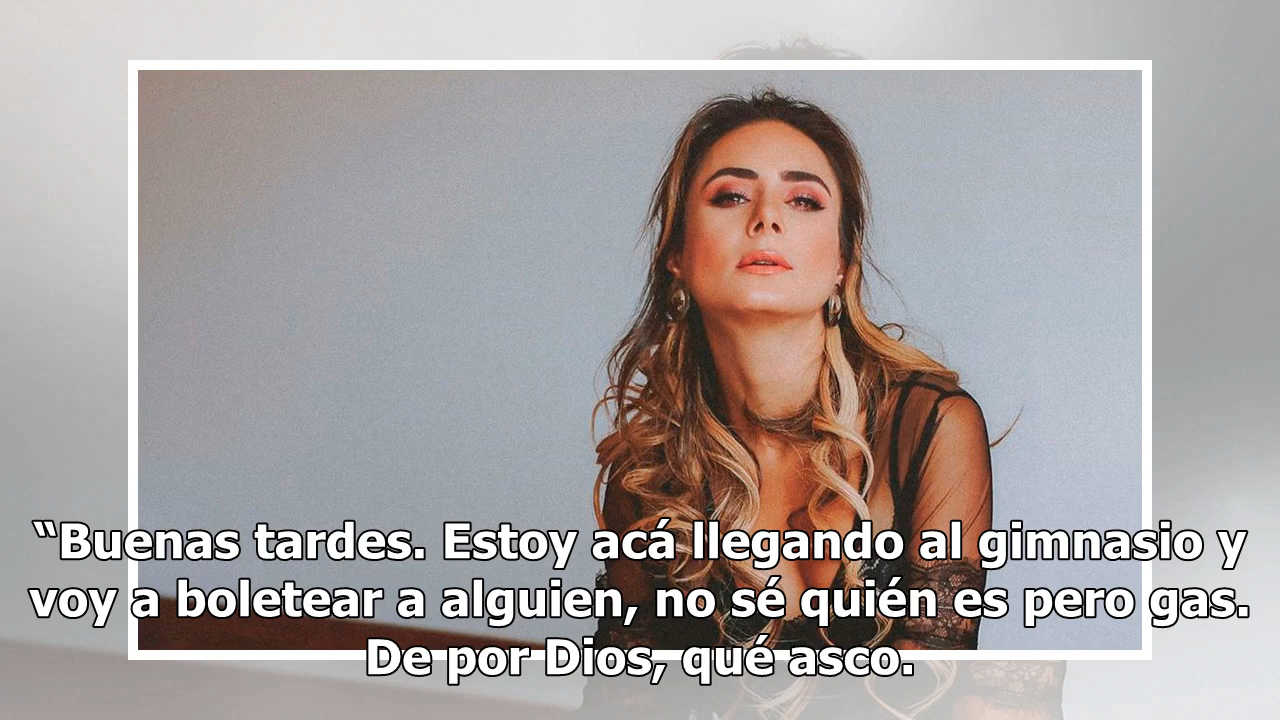 “Buenas tardes. Estoy acá llegando al gimnasio y
voy a boletear a alguien, no sé quién es pero gas.
De por Dios, qué asco.